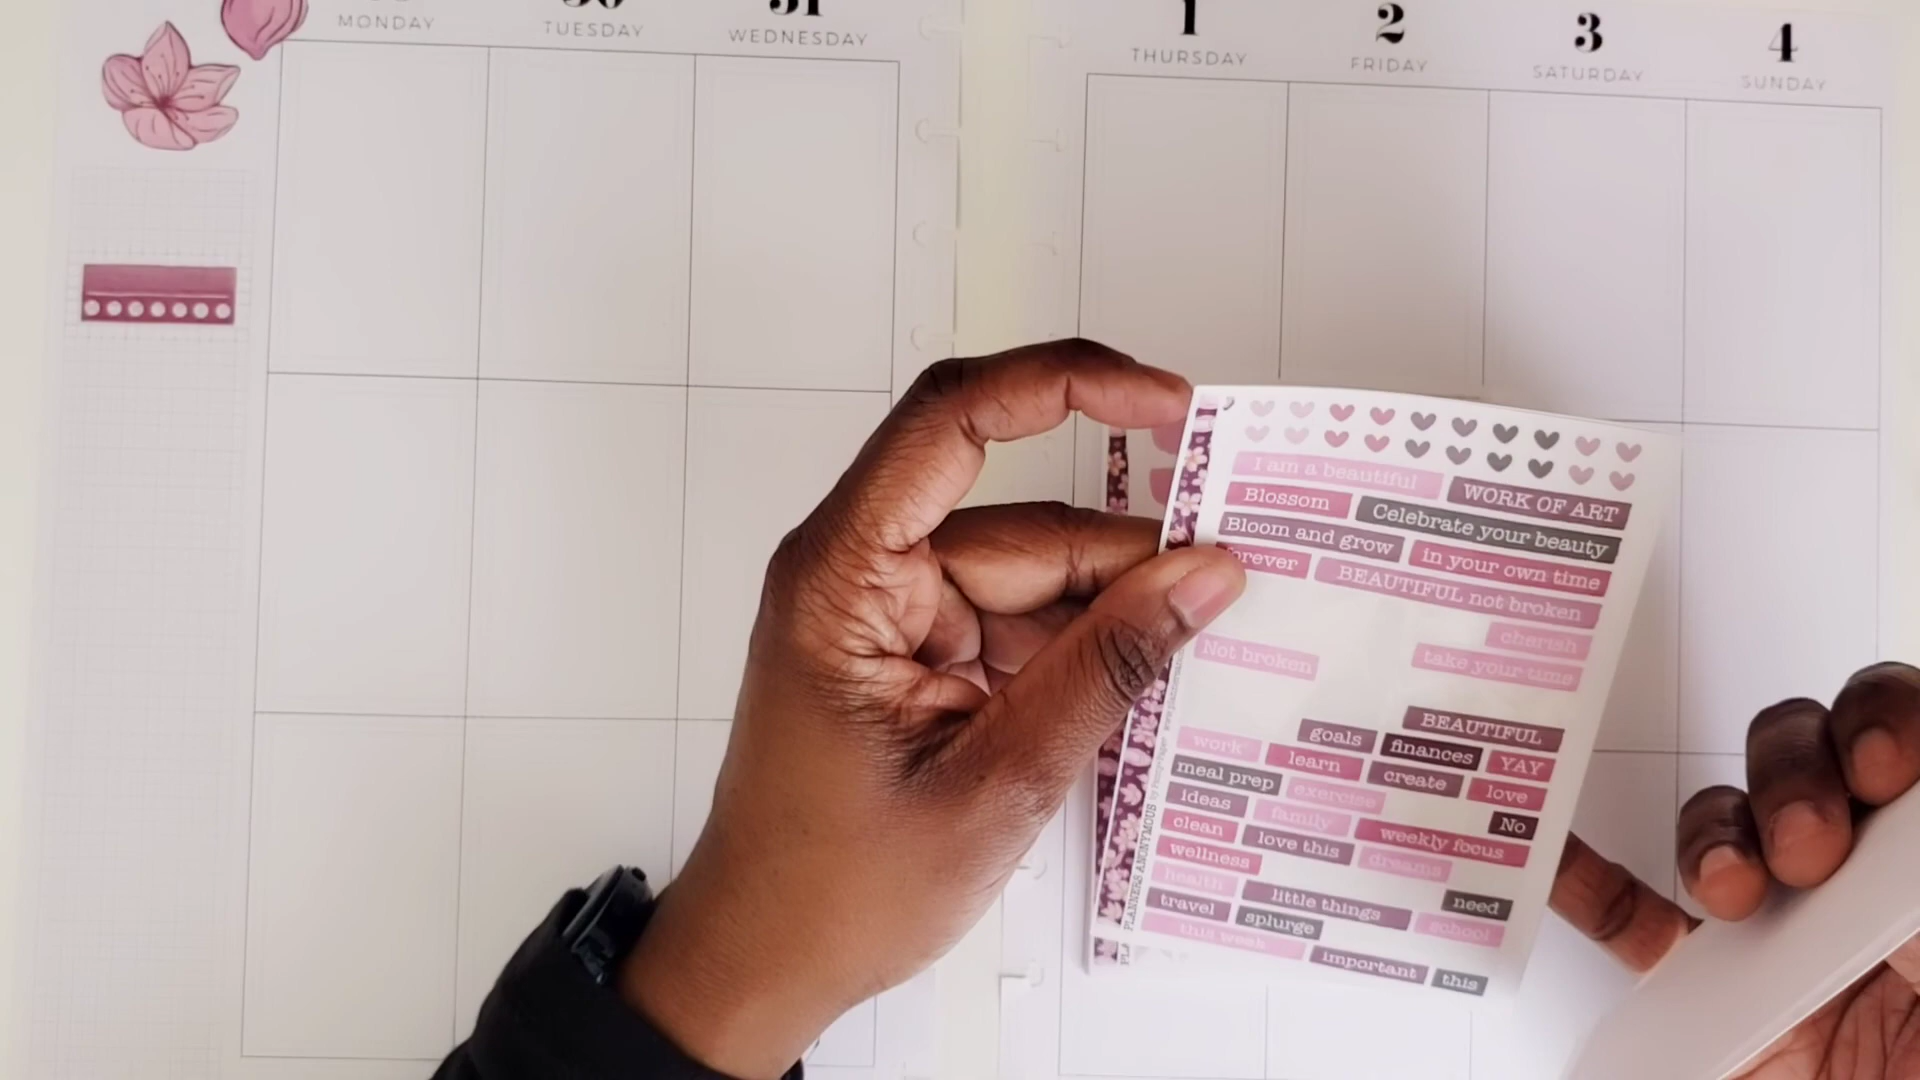 30 31 1 2 3 4
MONDAY TUESDAY WEDNESDAY THURSDAY FRIDAY SATURDAY SUNDAY
I am a beautiful WORK OF ART
Blossom Celebrate your beauty
Bloom and grow in your own time
forever BEAUTIFUL not broken
cherish
Not broken take your time
BEAUTIFUL
goals finances YAY
work learn create love
meal prep exercise No
ideas family weekly focus
clean love this dreams
wellness
health little things need
travel splurge school
this week important this
PLANNERS ANONYMOUS